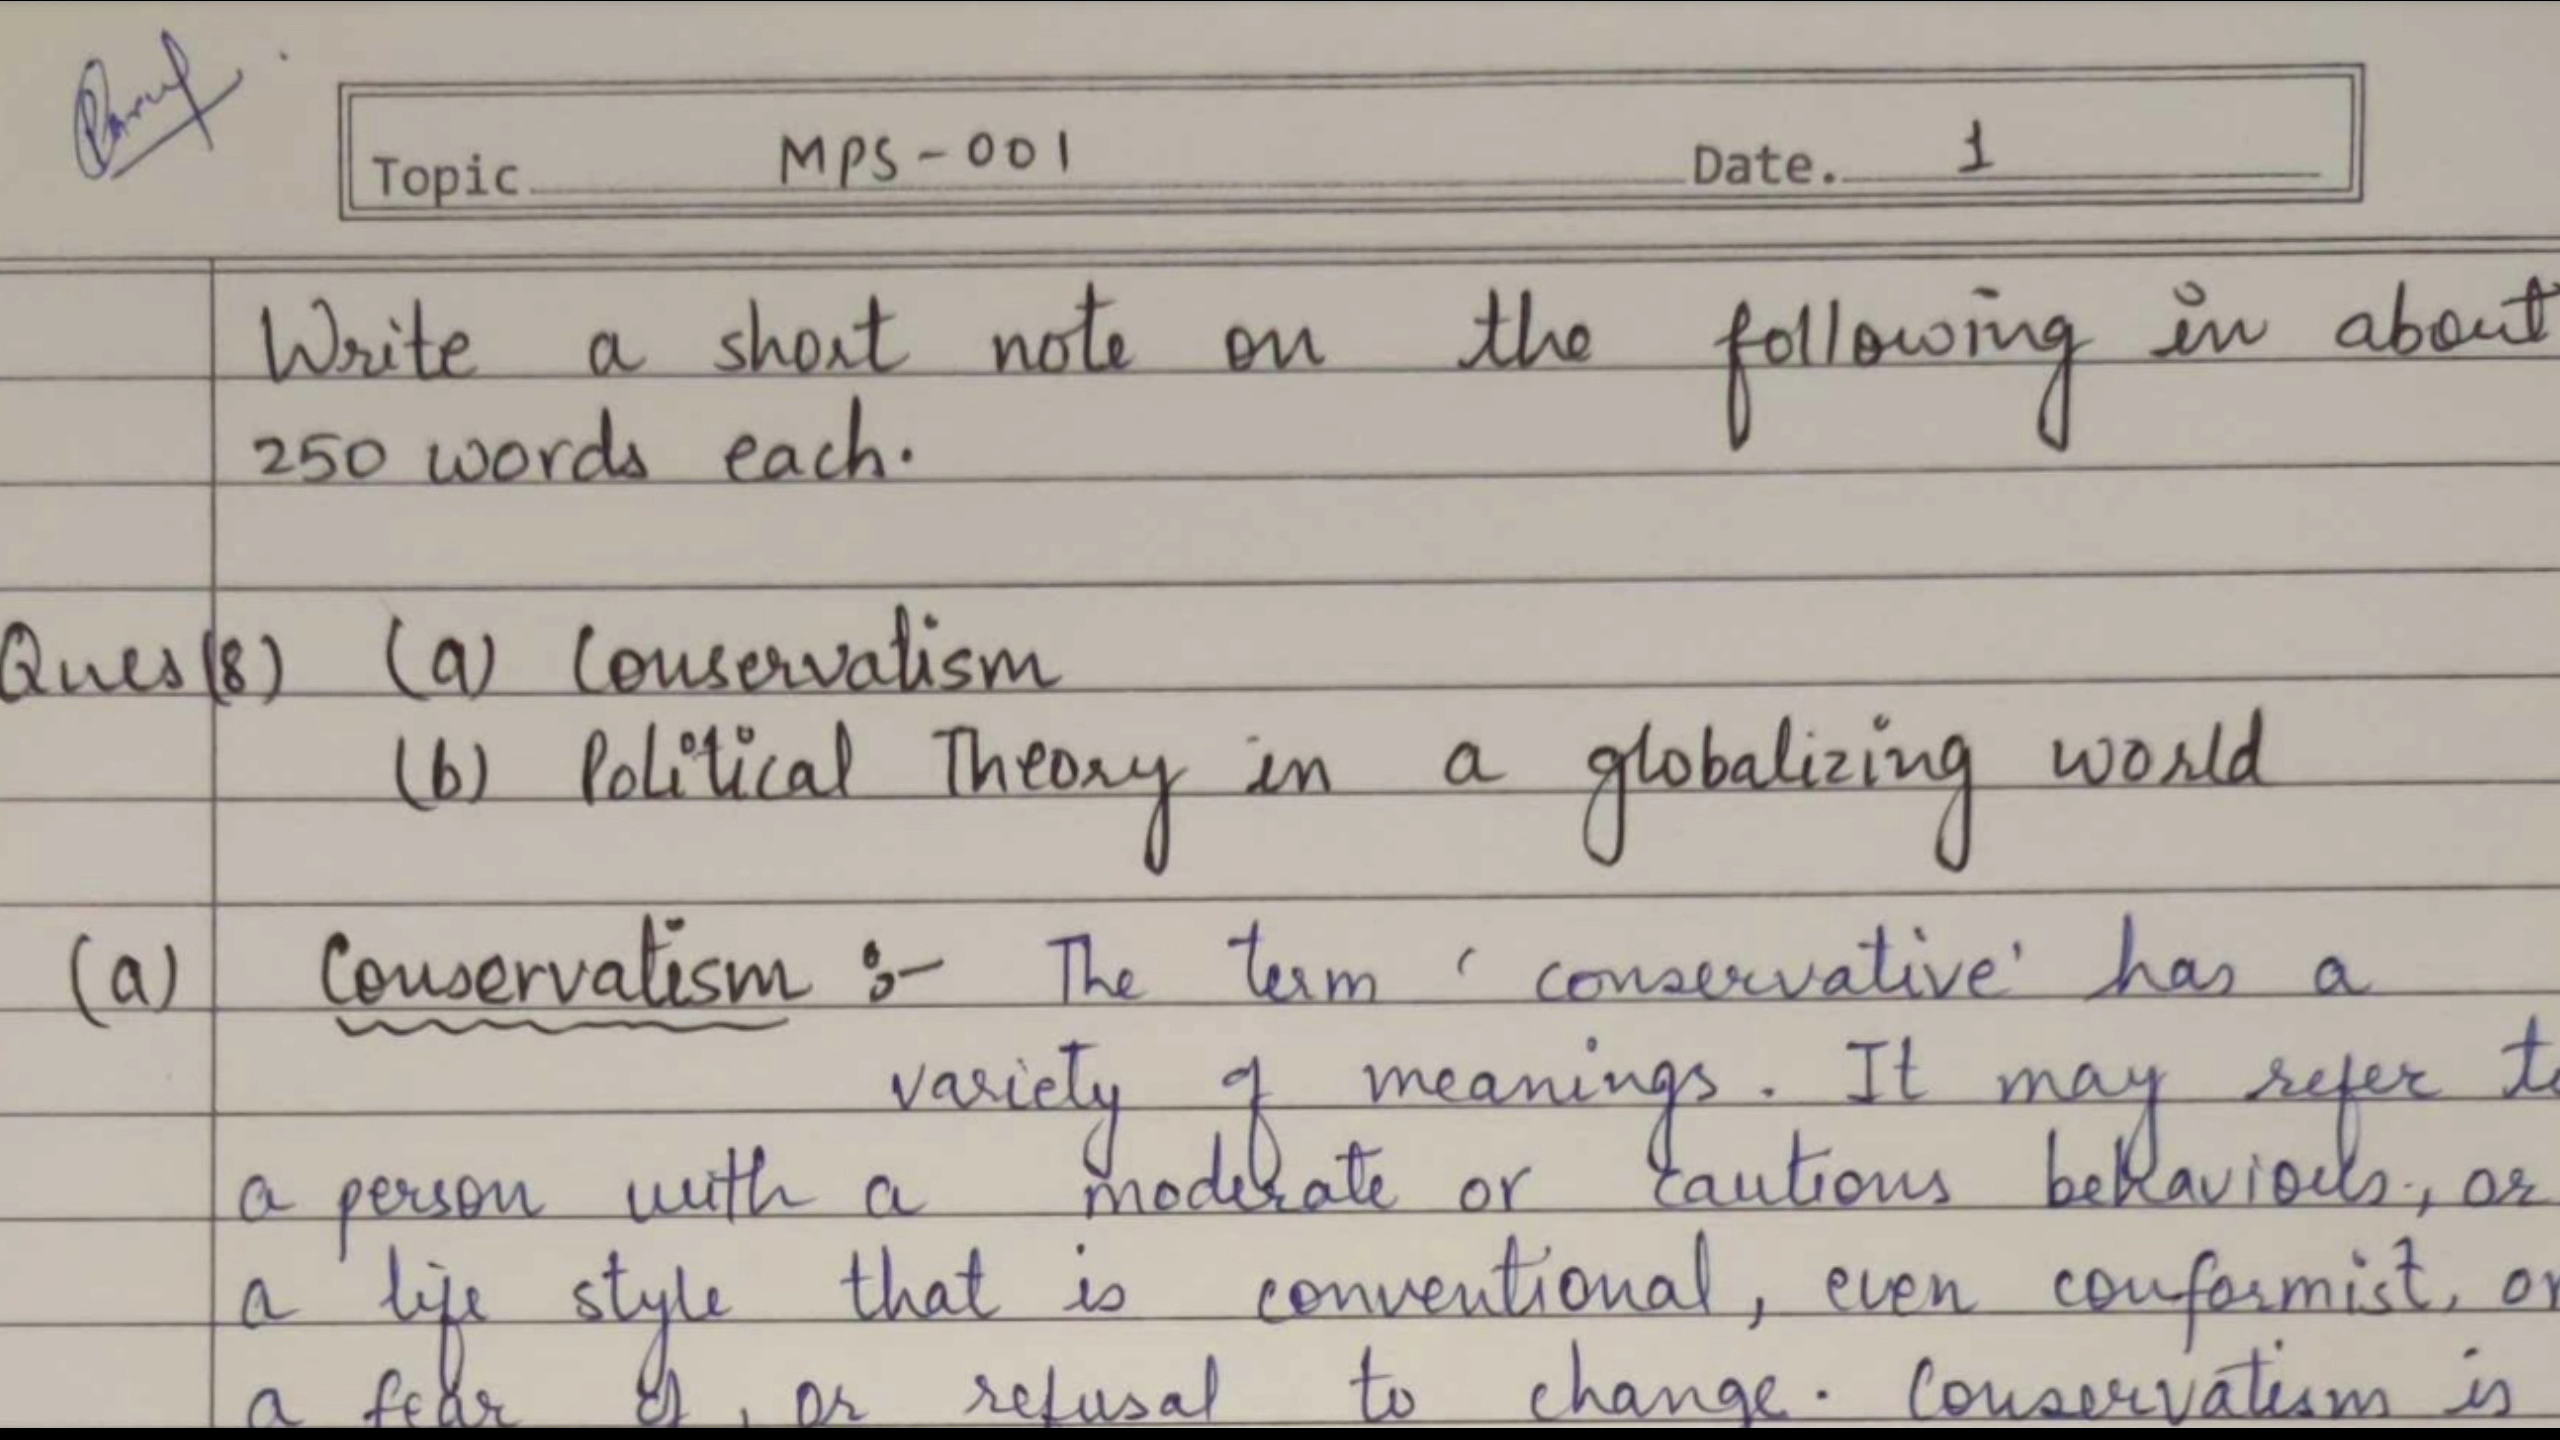 Topic MPS-001 Date. 1
Write a short note on the following in about
250 words each.
Ques (8) (a) Conservatism
(b) Political Theory in a globalizing world
(a) Conservatism :- The term 'conservative' has a
variety of meanings. It may refer to
a person with a moderate or cautious behaviour, or
a life style that is conventional, even conformist, or
a fear of, or refusal to change. Conservatism is